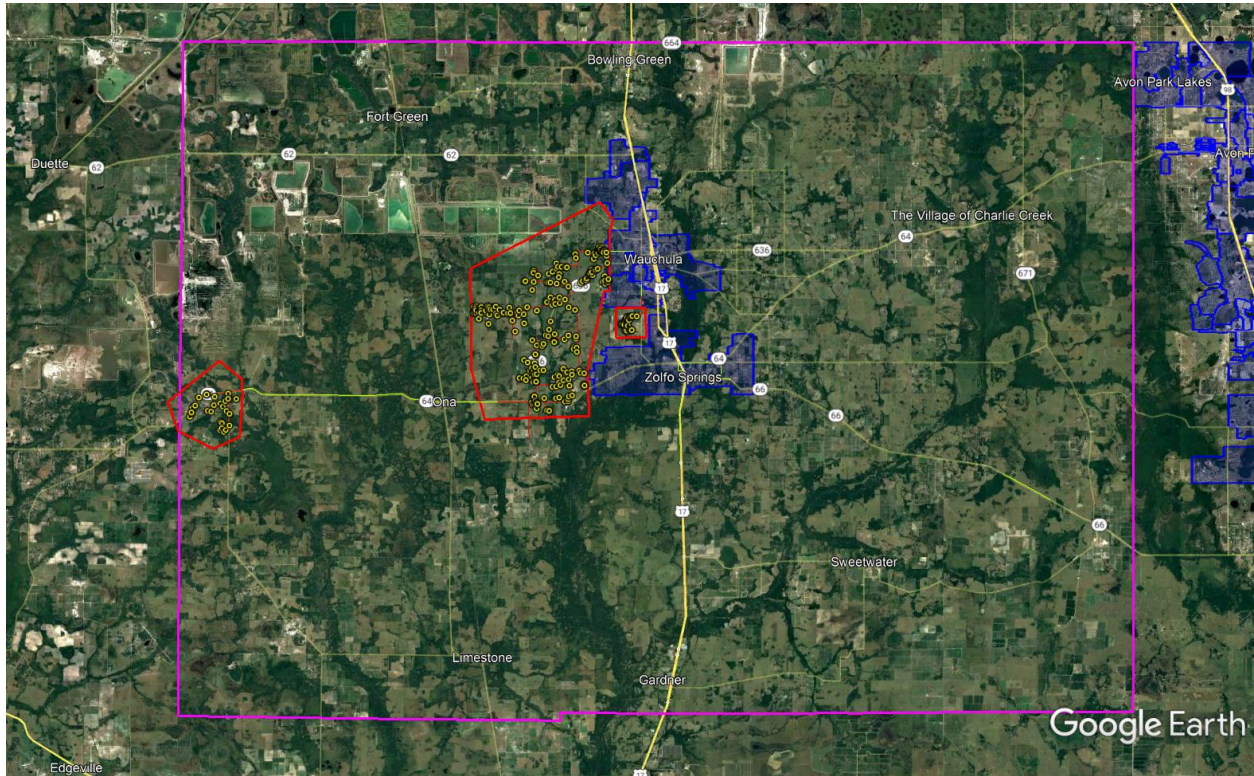 664
Bowling Green
Avon Park Lakes
98
Fort Green
Duette
62
62
62
Avon P
The Village of Charlie Creek
64
636
Wauchula
671
17
17
64
Zolfo Springs
66
64
Ona
66
17
66
Sweetwater
Limestone
Gardner
Google Earth
Edgeville
17